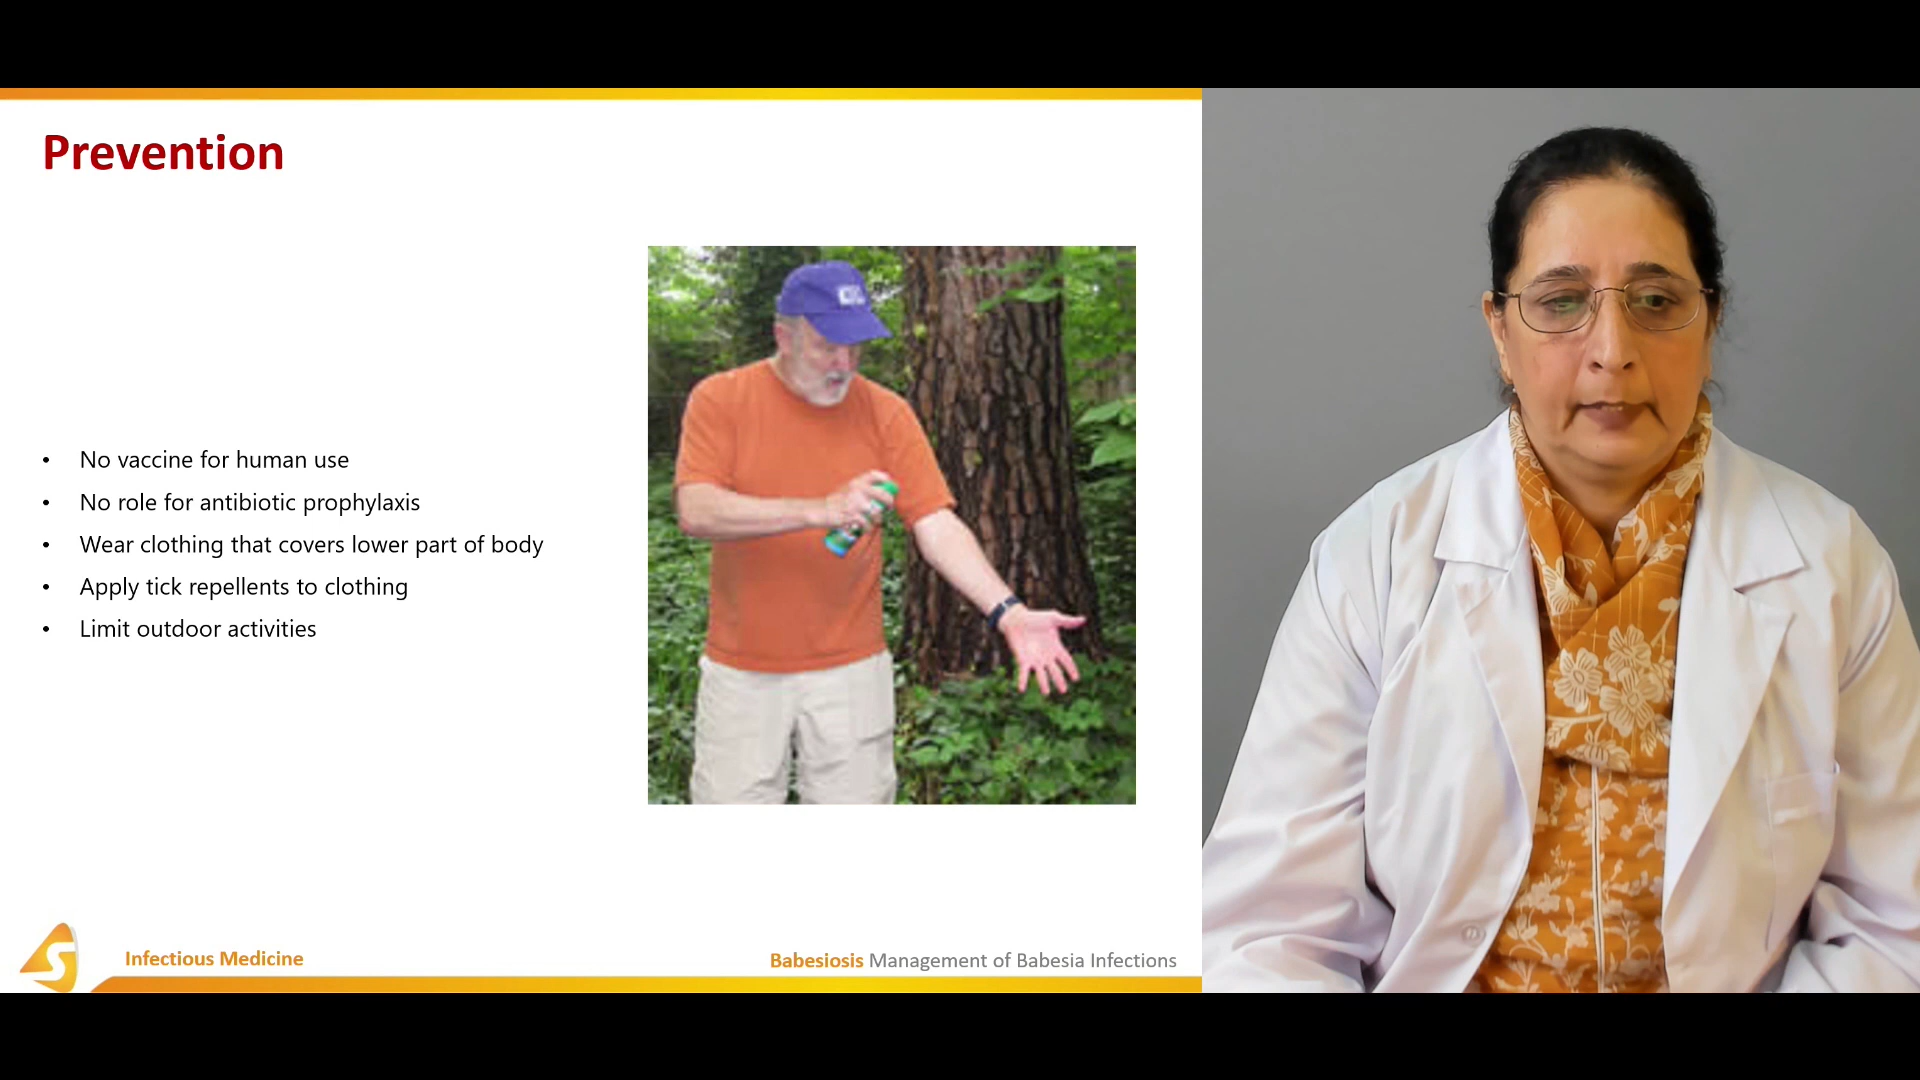 Prevention
• No vaccine for human use
• No role for antibiotic prophylaxis
• Wear clothing that covers lower part of body
• Apply tick repellents to clothing
• Limit outdoor activities
S
Infectious Medicine
Babesiosis Management of Babesia Infections